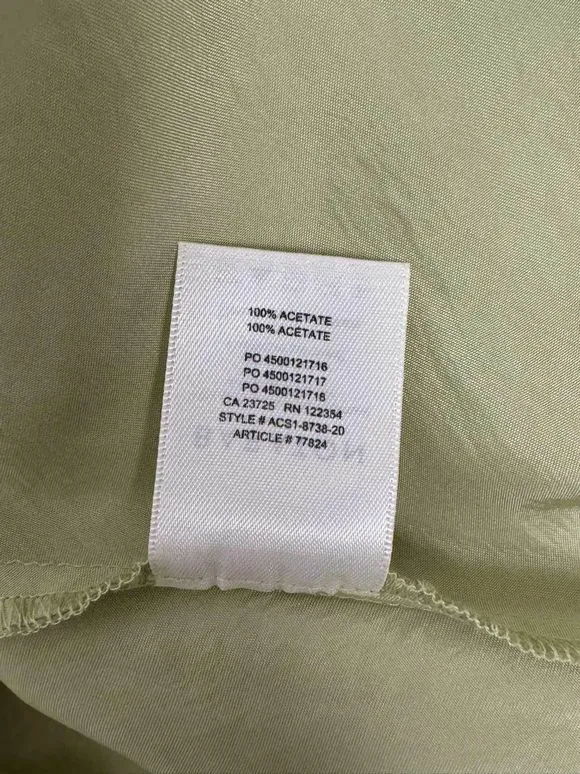 100% ACETATE
100% ACÉTATE
PO 4500121716
PO 4500121717
PO 4500121718
CA 23725 RN 122354
STYLE # ACS1-8738-20
ARTICLE # 77824